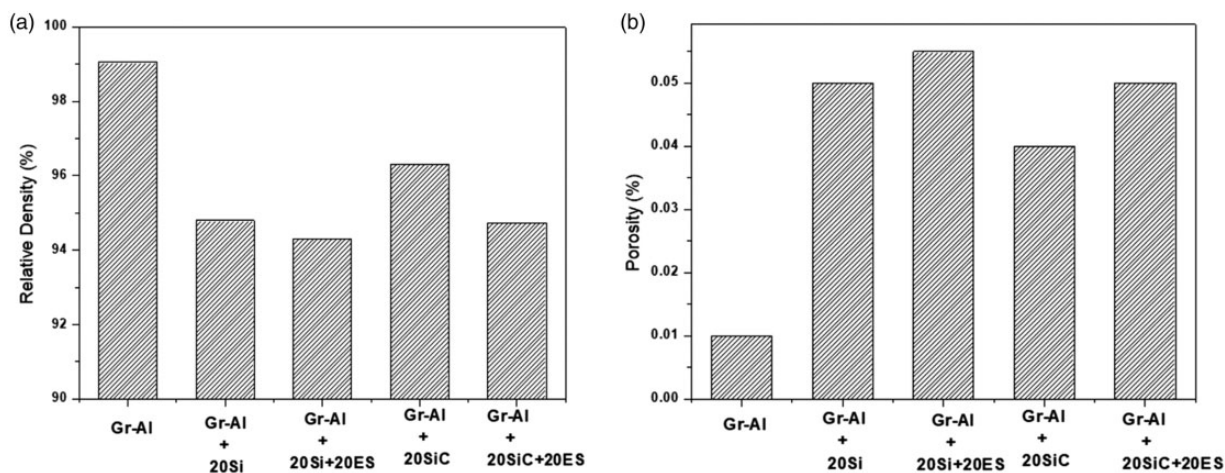 (a)
100
98
96
94
92
90
Relative Density (%)
Gr-Al
Gr-Al
+
20Si
Gr-Al
+
20Si+20ES
Gr-Al
+
20SiC
Gr-Al
+
20SiC+20ES
(b)
0.05
0.04
0.03
0.02
0.01
0.00
Porosity (%)
Gr-Al
Gr-Al
+
20Si
Gr-Al
+
20Si+20ES
Gr-Al
+
20SiC
Gr-Al
+
20SiC+20ES